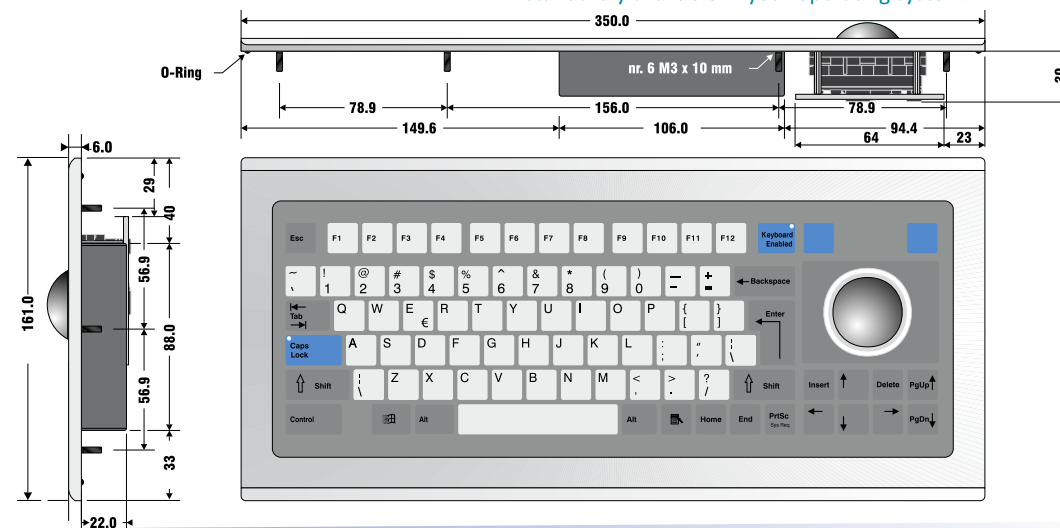 350.0
O-Ring
nr. 6 M3 x 10 mm
78.9
156.0
78.9
149.6
106.0
94.4
64
23
6.0
29
40
56.9
161.0
88.0
56.9
33
22.0
Esc F1 F2 F3 F4 F5 F6 F7 F8 F9 F10 F11 F12 Keyboard
Enabled
~ ! @ # $ % ^ & * ( ) — +
` 1 2 3 4 5 6 7 8 9 0 = Backspace
Tab Q W E € R T Y U I O P { [ } ] Enter
Caps
Lock
A S D F G H J K L : ; " ' ¦ \
Shift ¦ \ Z X C V B N M < , > . ? / Shift Insert Delete PgUp
Control Alt Alt Home End PrtSc PgDn
Sys Req